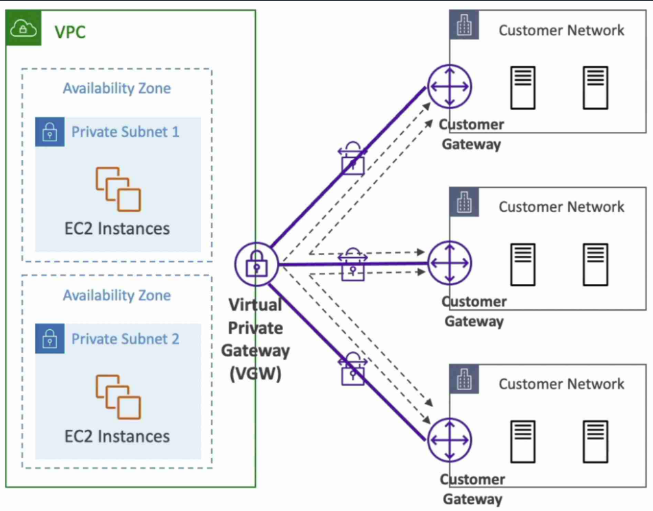 VPC
Availability Zone
Private Subnet 1
EC2 Instances
Availability Zone
Private Subnet 2
EC2 Instances
Virtual
Private
Gateway
(VGW)
Customer Network
Customer
Gateway
Customer Network
Customer
Gateway
Customer Network
Customer
Gateway